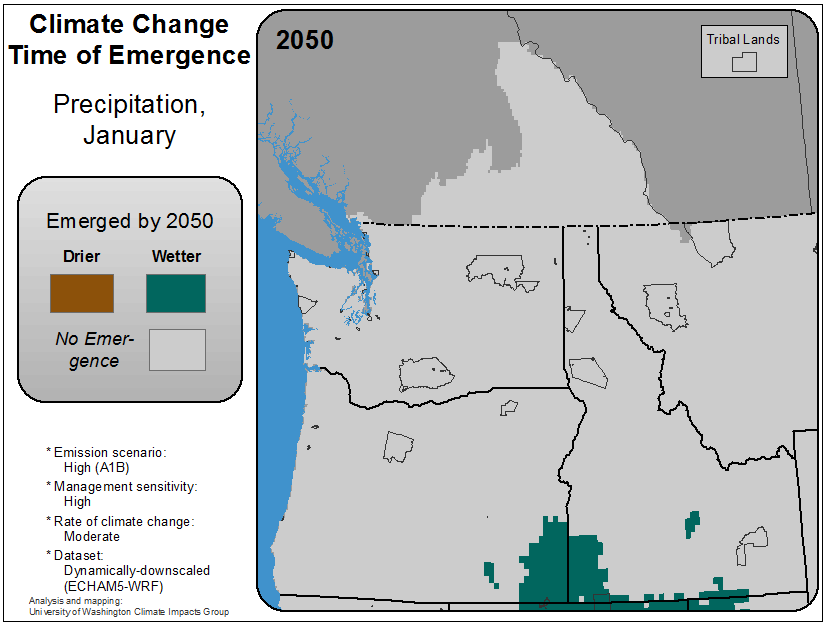 Climate Change
Time of Emergence
Precipitation,
January
Emerged by 2050
Drier
Wetter
No Emer-
gence
* Emission scenario:
High (A1B)
* Management sensitivity:
High
* Rate of climate change:
Moderate
* Dataset:
Dynamically-downscaled
(ECHAM5-WRF)
Analysis and mapping:
University of Washington Climate Impacts Group
2050
Tribal Lands